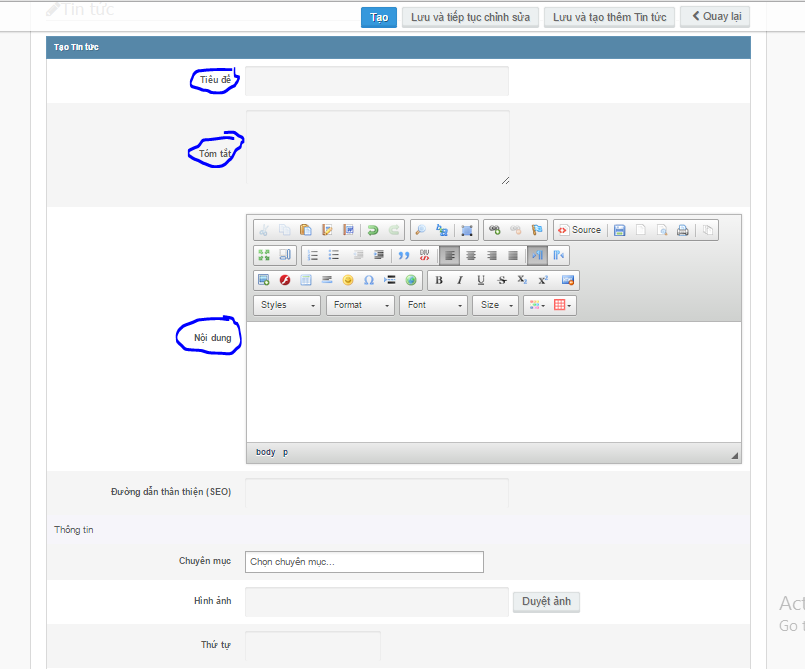 Tin tức
Tạo Lưu và tiếp tục chỉnh sửa Lưu và tạo thêm Tin tức Quay lại
Tạo Tin tức
Tiêu đề
Tóm tắt
Source
Styles Format Font Size
Nội dung
body p
Đường dẫn thân thiện (SEO)
Thông tin
Chuyên mục Chọn chuyên mục...
Hình ảnh Duyệt ảnh
Thứ tự
Act
Go t